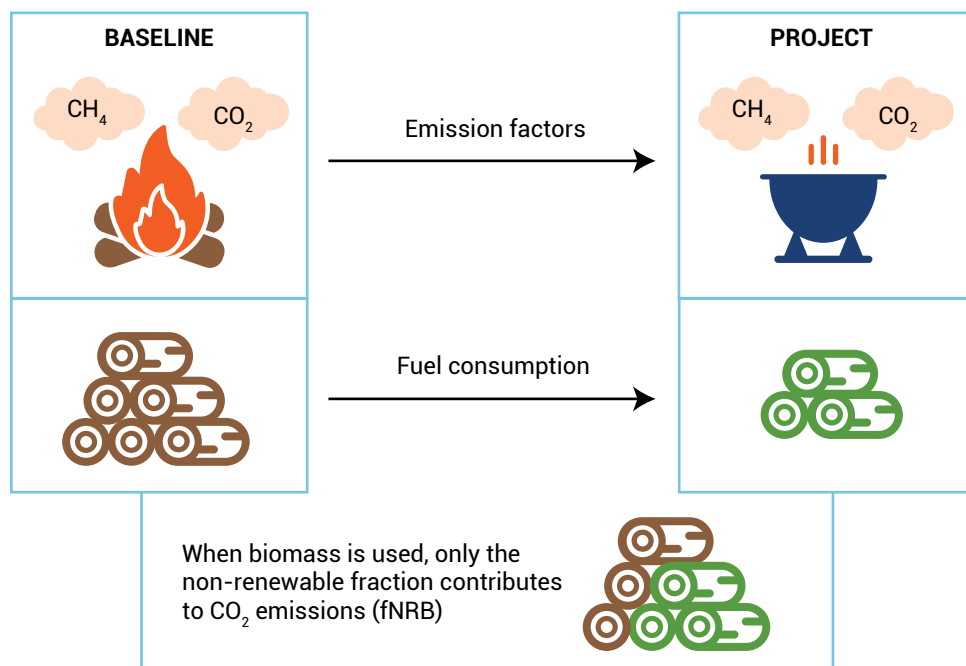 BASELINE
PROJECT
CH₄
CO₂
Emission factors
CH₄
CO₂
Fuel consumption
When biomass is used, only the
non-renewable fraction contributes
to CO₂ emissions (fNRB)